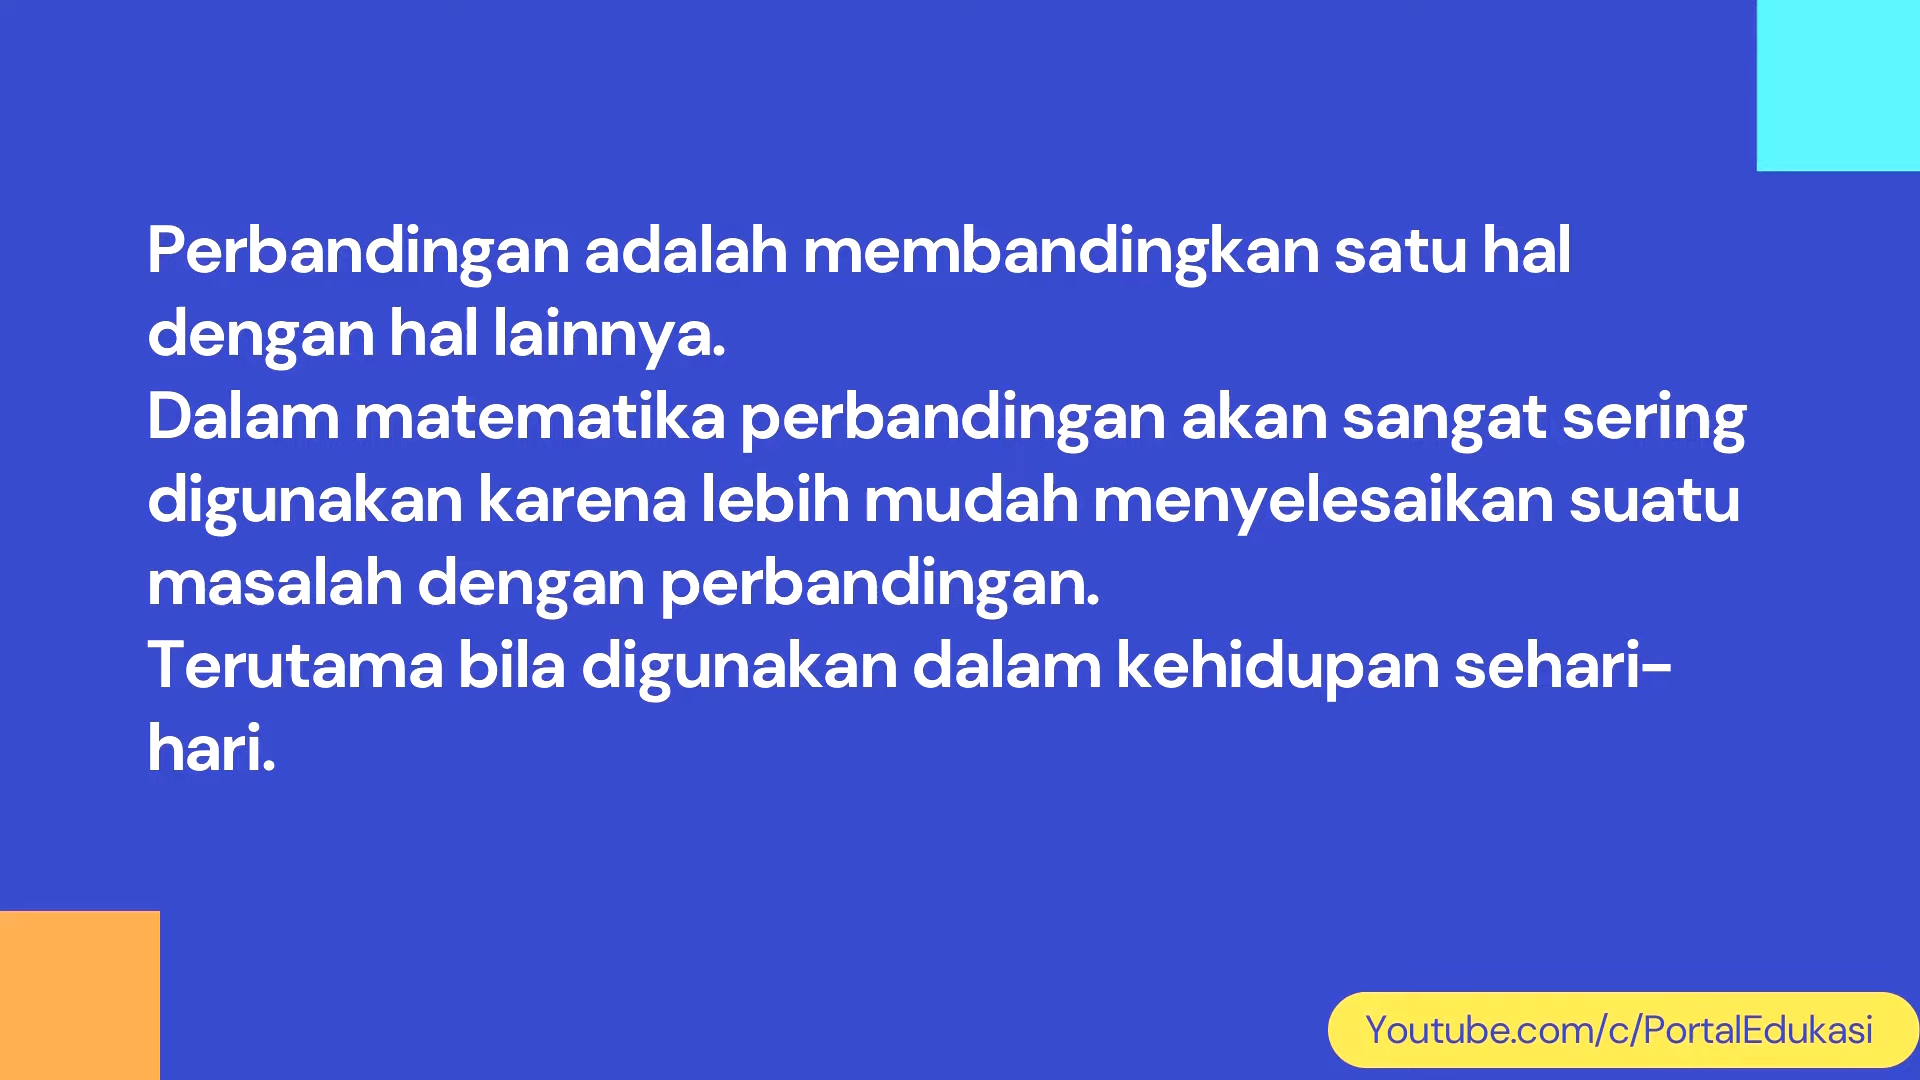 Perbandingan adalah membandingkan satu hal
dengan hal lainnya.
Dalam matematika perbandingan akan sangat sering
digunakan karena lebih mudah menyelesaikan suatu
masalah dengan perbandingan.
Terutama bila digunakan dalam kehidupan sehari-
hari.
Youtube.com/c/PortalEdukasi